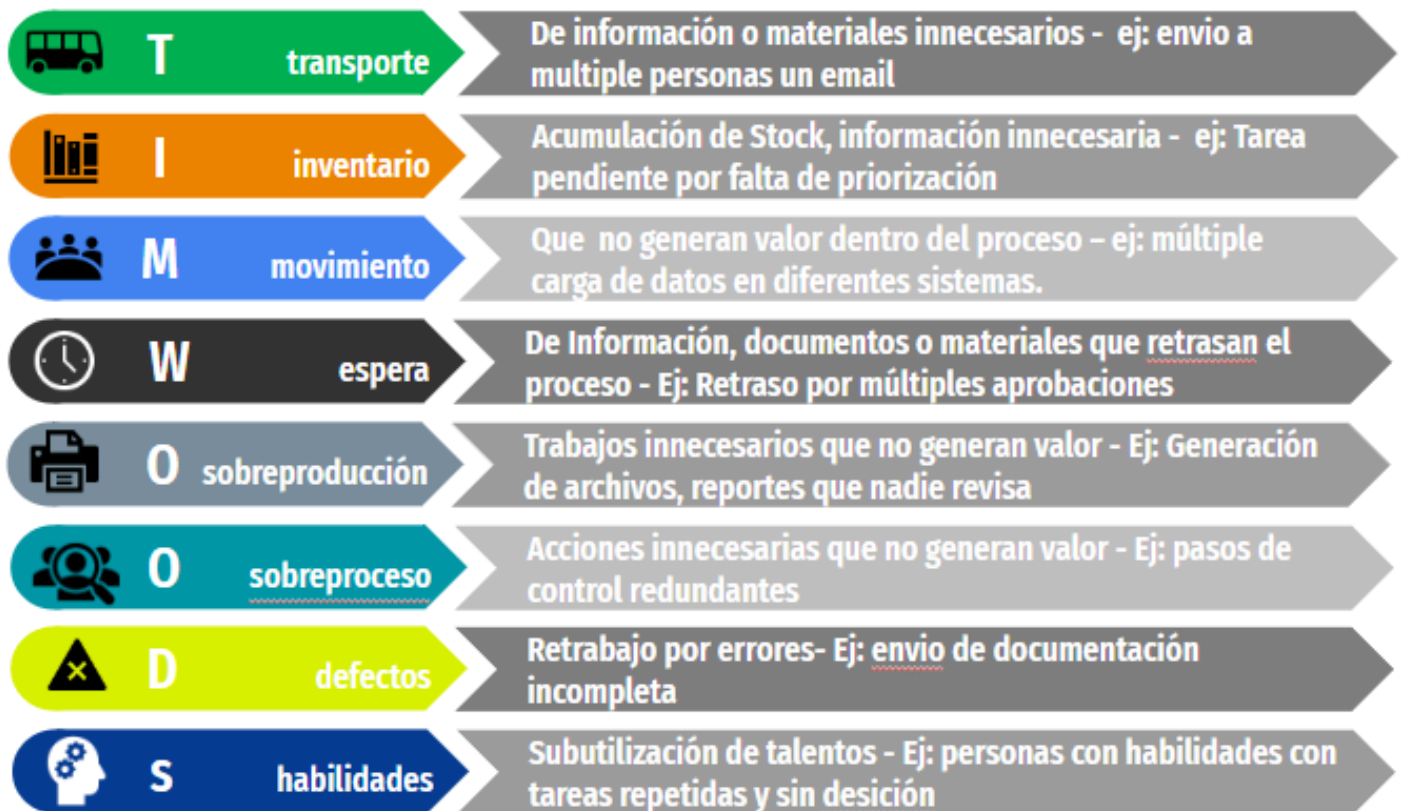 T transporte
De información o materiales innecesarios - ej: envio a
multiple personas un email
I inventario
Acumulación de Stock, información innecesaria - ej: Tarea
pendiente por falta de priorización
M movimiento
Que no generan valor dentro del proceso – ej: múltiple
carga de datos en diferentes sistemas.
W espera
De Información, documentos o materiales que retrasan el
proceso - Ej: Retraso por múltiples aprobaciones
O sobreproducción
Trabajos innecesarios que no generan valor - Ej: Generación
de archivos, reportes que nadie revisa
O sobreproceso
Acciones innecesarias que no generan valor - Ej: pasos de
control redundantes
D defectos
Retrabajo por errores- Ej: envio de documentación
incompleta
S habilidades
Subutilización de talentos - Ej: personas con habilidades con
tareas repetidas y sin desición